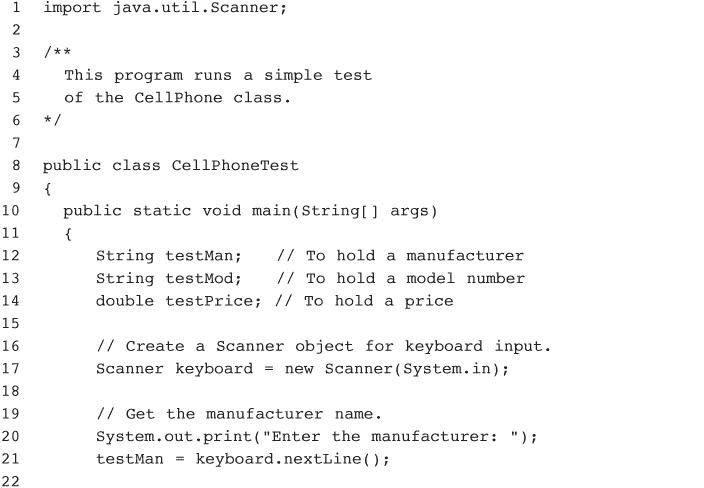 1 import java.util.Scanner;
2
3 /**
4 This program runs a simple test
5 of the CellPhone class.
6 */
7
8 public class CellPhoneTest
9 {
10 public static void main(String[] args)
11 {
12 String testMan; // To hold a manufacturer
13 String testMod; // To hold a model number
14 double testPrice; // To hold a price
15
16 // Create a Scanner object for keyboard input.
17 Scanner keyboard = new Scanner(System.in);
18
19 // Get the manufacturer name.
20 System.out.print("Enter the manufacturer: ");
21 testMan = keyboard.nextLine();
22